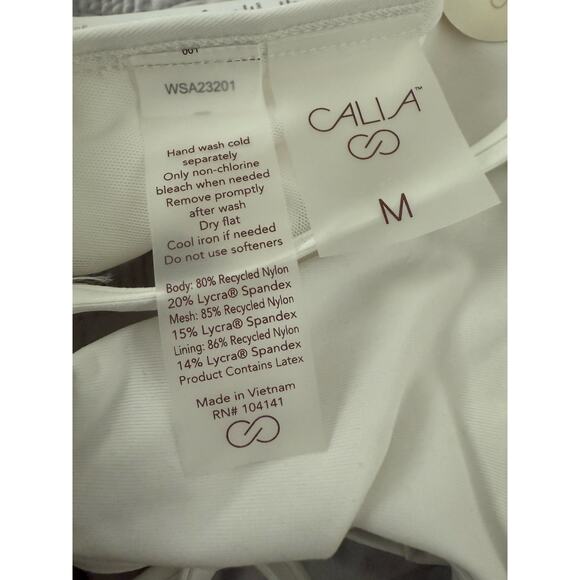 001
WSA23201
Hand wash cold
separately
Only non-chlorine
bleach when needed
Remove promptly
after wash
Dry flat
Cool iron if needed
Do not use softeners
Body: 80% Recycled Nylon
20% Lycra® Spandex
Mesh: 85% Recycled Nylon
15% Lycra® Spandex
Lining: 86% Recycled Nylon
14% Lycra® Spandex
Product Contains Latex
Made in Vietnam
RN# 104141
CALIA™
M